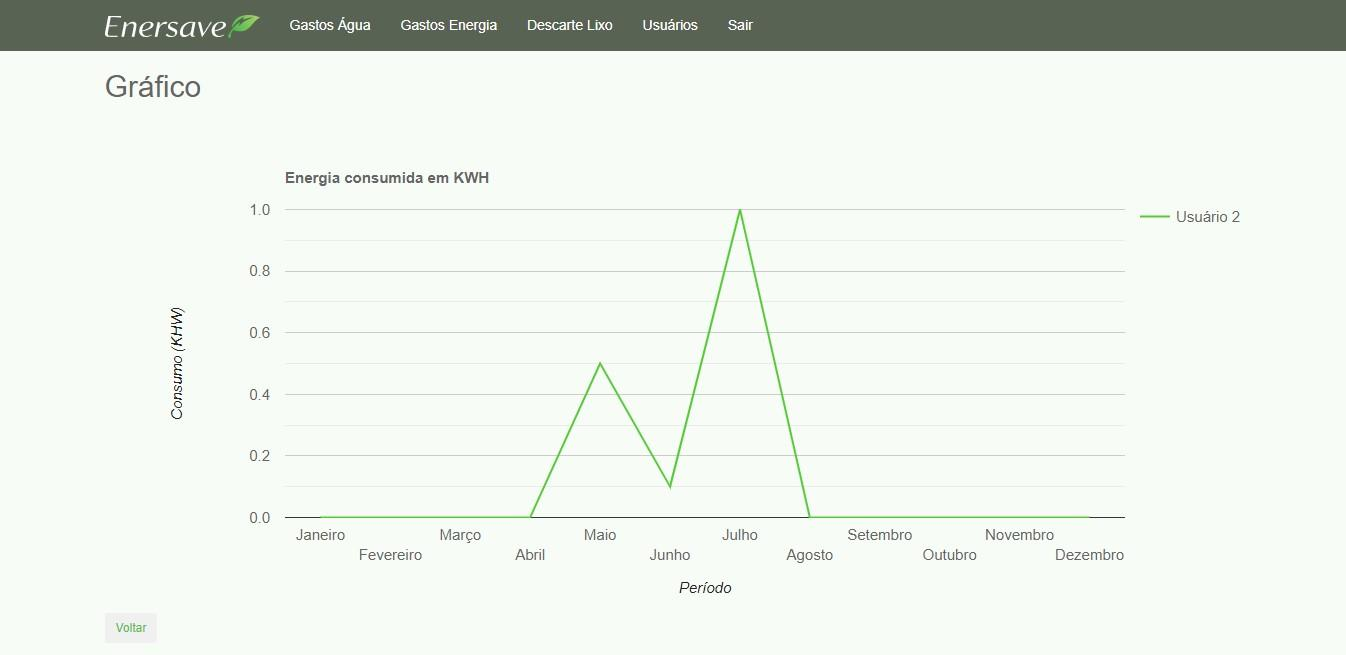 Enersave Gastos Água Gastos Energia Descarte Lixo Usuários Sair
Gráfico
Energia consumida em KWH
1.0
0.8
0.6
0.4
0.2
0.0
Usuário 2
Consumo (KHW)
Janeiro Março Maio Julho Setembro Novembro
Fevereiro Abril Junho Agosto Outubro Dezembro
Período
Voltar